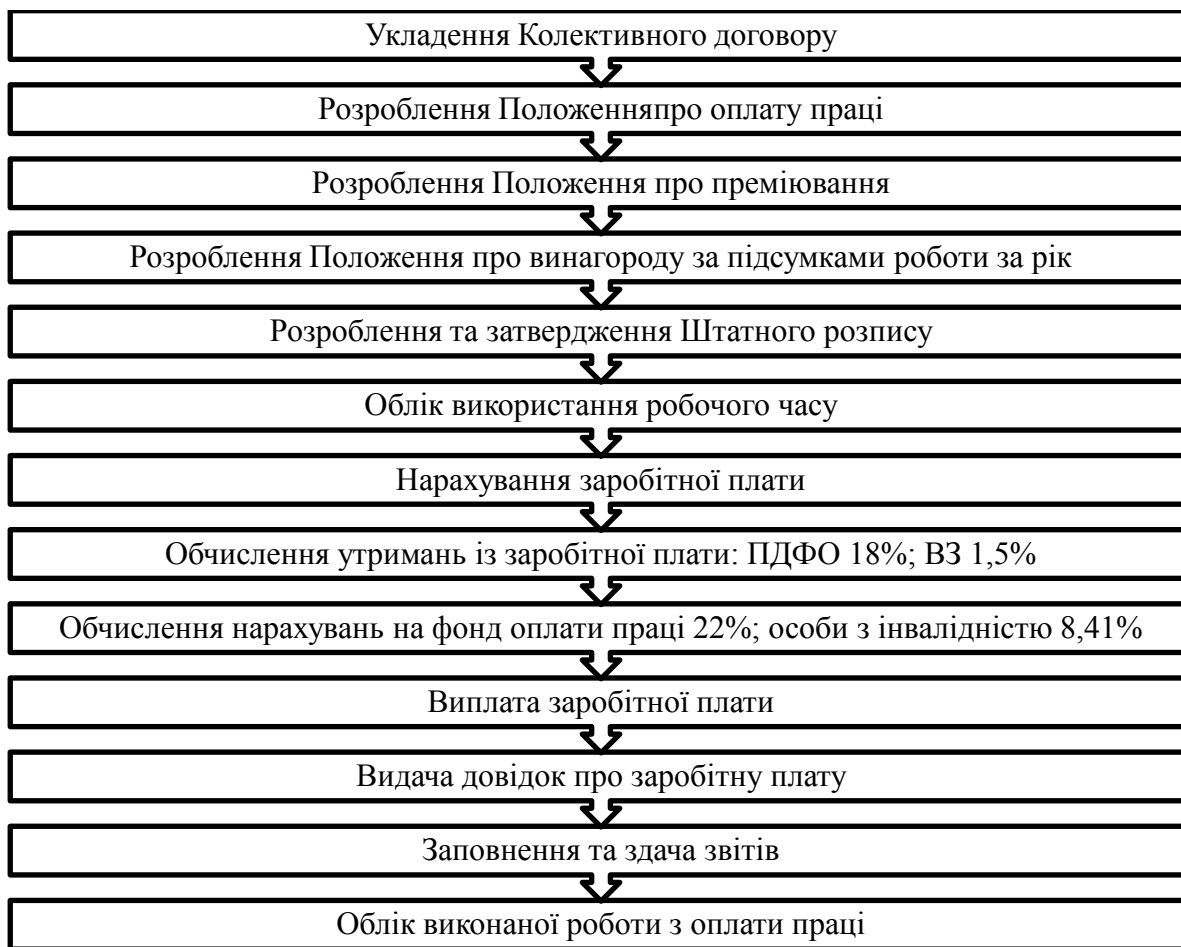 Укладення Колективного договору
Розроблення Положенняпро оплату праці
Розроблення Положення про преміювання
Розроблення Положення про винагороду за підсумками роботи за рік
Розроблення та затвердження Штатного розпису
Облік використання робочого часу
Нарахування заробітної плати
Обчислення утримань із заробітної плати: ПДФО 18%; ВЗ 1,5%
Обчислення нарахувань на фонд оплати праці 22%; особи з інвалідністю 8,41%
Виплата заробітної плати
Видача довідок про заробітну плату
Заповнення та здача звітів
Облік виконаної роботи з оплати праці